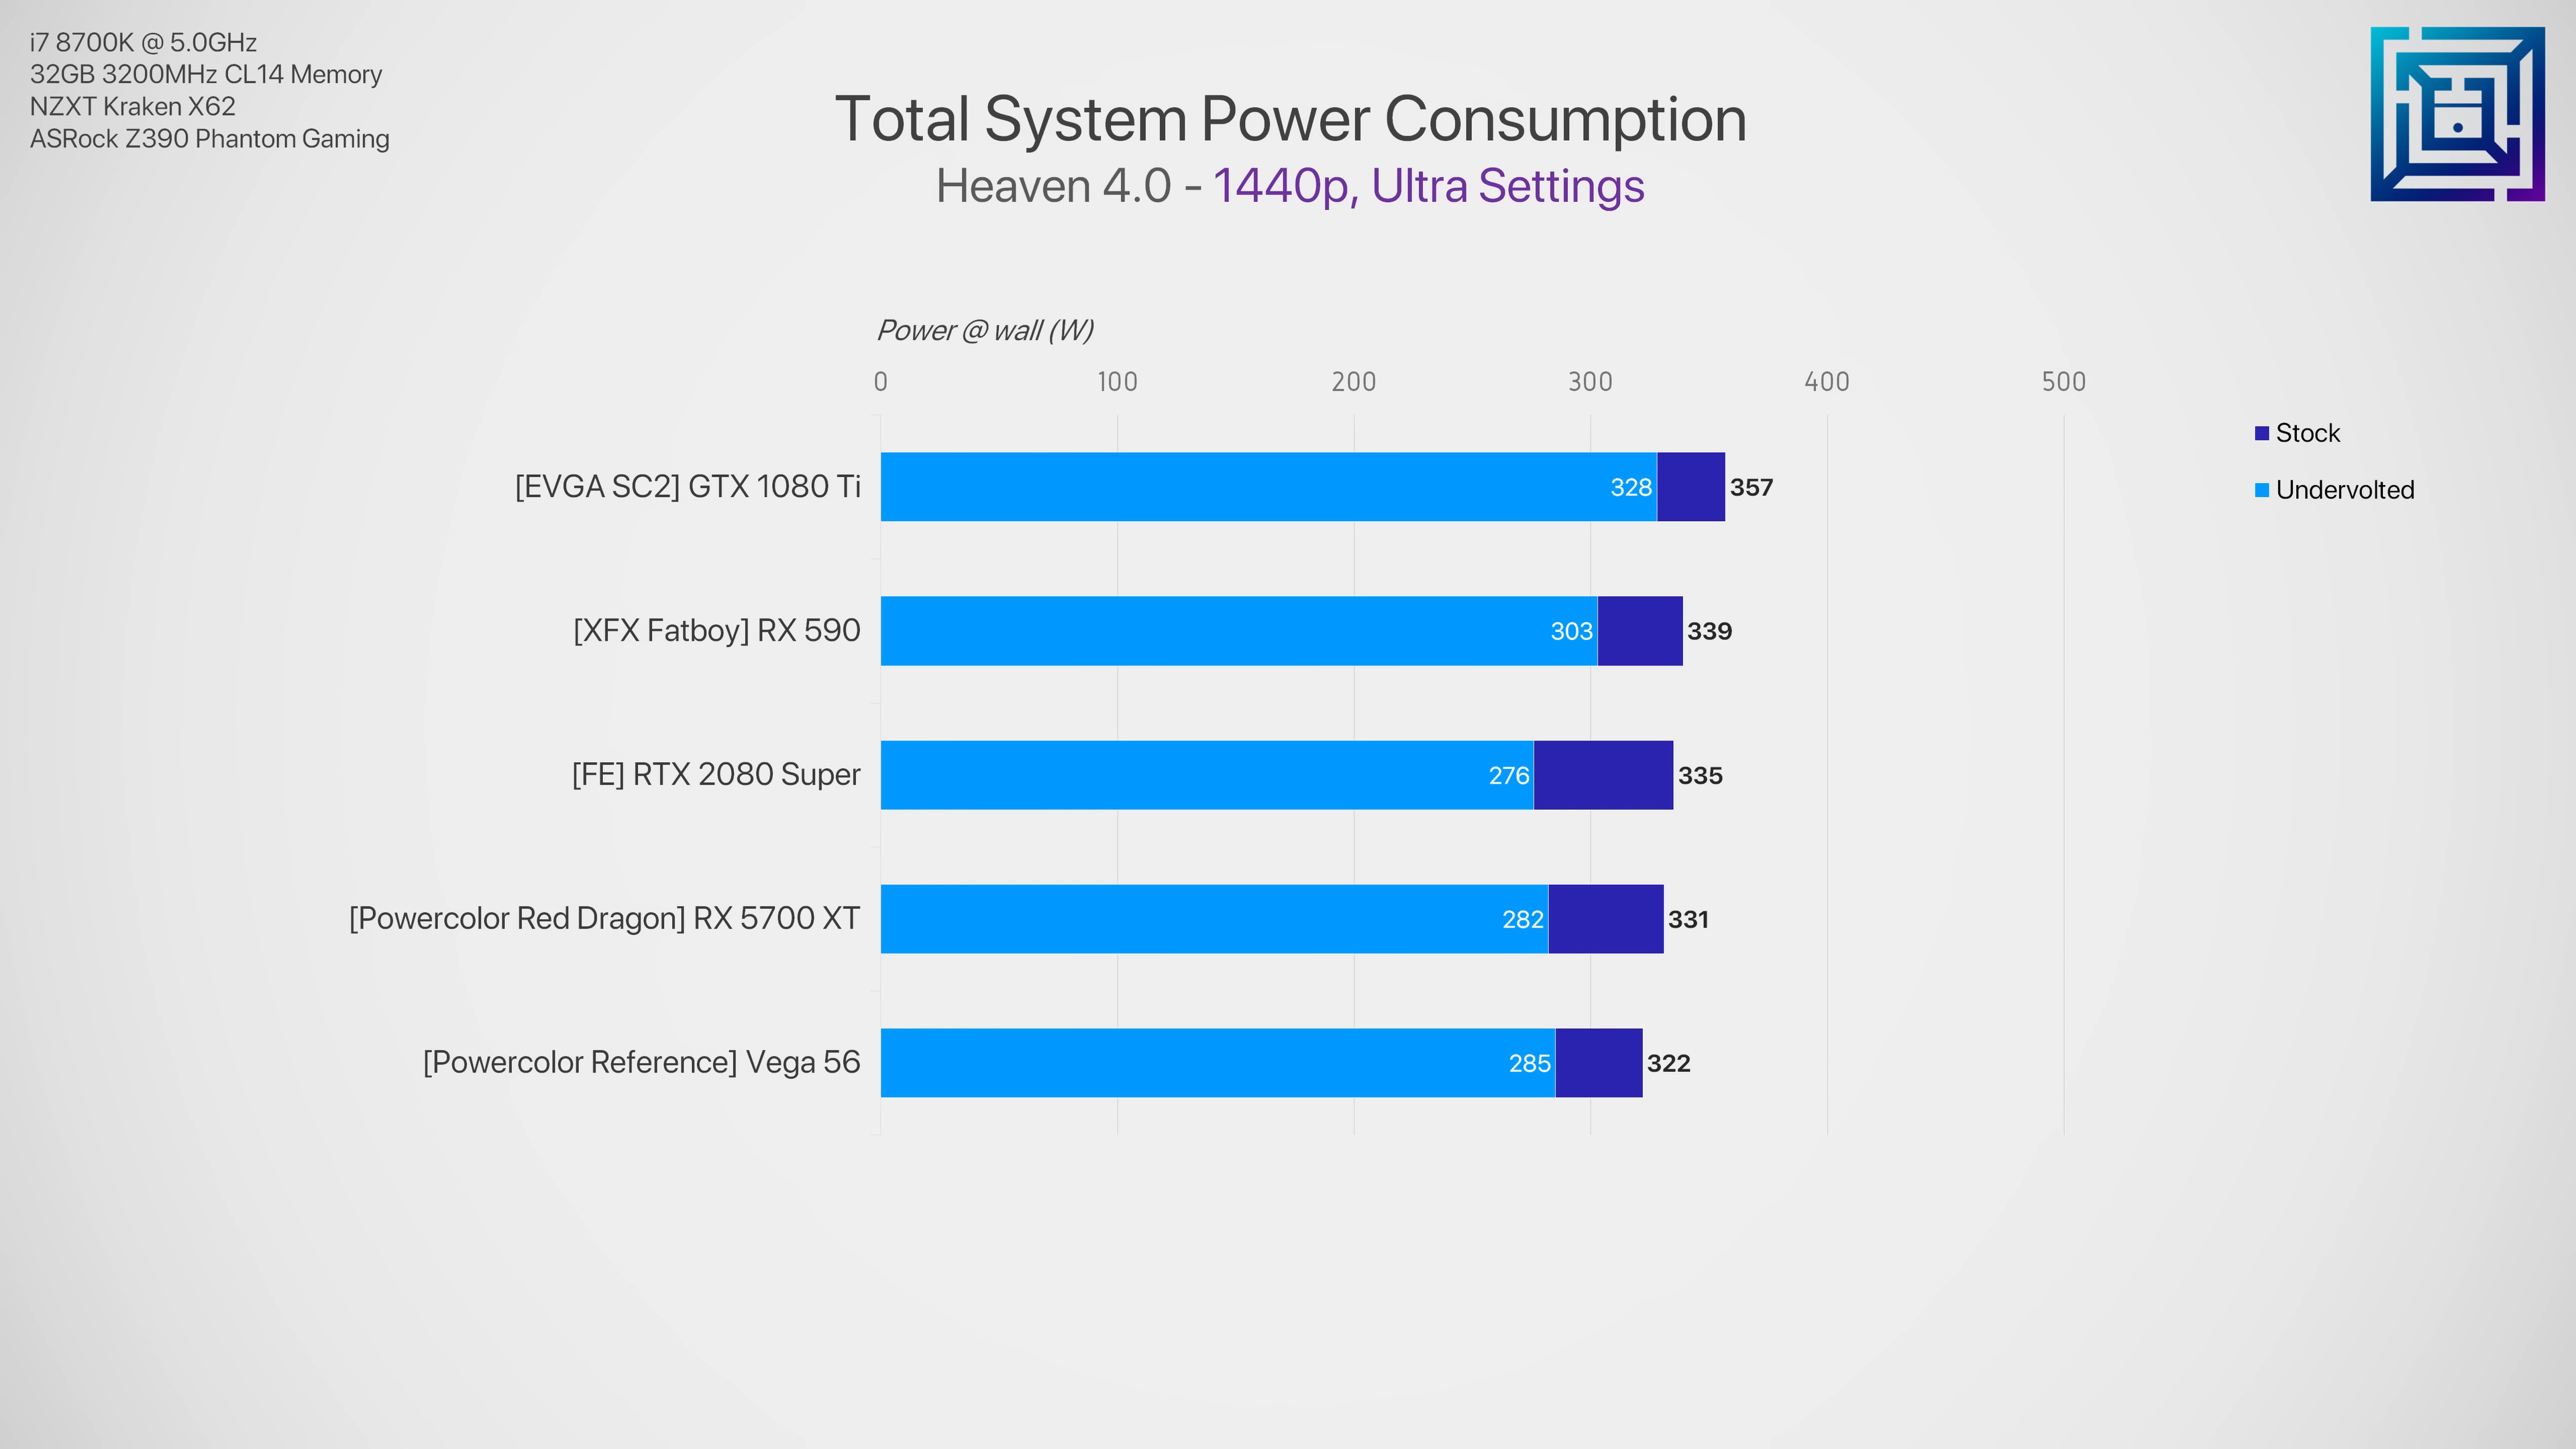 i7 8700K @ 5.0GHz
32GB 3200MHz CL14 Memory
NZXT Kraken X62
ASRock Z390 Phantom Gaming
Total System Power Consumption
Heaven 4.0 - 1440p, Ultra Settings
Power @ wall (W)
0 100 200 300 400 500
Stock
Undervolted
[EVGA SC2] GTX 1080 Ti 328 357
[XFX Fatboy] RX 590 303 339
[FE] RTX 2080 Super 276 335
[Powercolor Red Dragon] RX 5700 XT 282 331
[Powercolor Reference] Vega 56 285 322